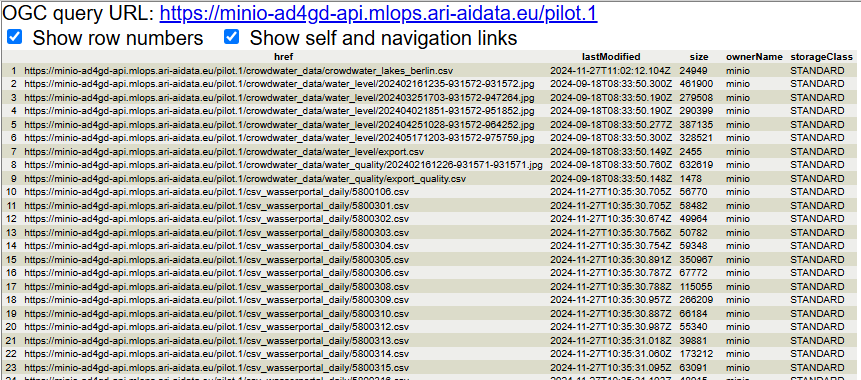 OGC query URL: https://minio-ad4gd-api.mlops.ari-aidata.eu/pilot.1
Show row numbers Show self and navigation links
href lastModified size ownerName storageClass
1 https://minio-ad4gd-api.mlops.ari-aidata.eu/pilot.1/crowdwater_data/crowdwater_lakes_berlin.csv 2024-11-27T11:02:12.104Z 24949 minio STANDARD
2 https://minio-ad4gd-api.mlops.ari-aidata.eu/pilot.1/crowdwater_data/water_level/202402161235-931572-931572.jpg 2024-09-18T08:33:50.300Z 461900 minio STANDARD
3 https://minio-ad4gd-api.mlops.ari-aidata.eu/pilot.1/crowdwater_data/water_level/202403251703-931572-947264.jpg 2024-09-18T08:33:50.190Z 279508 minio STANDARD
4 https://minio-ad4gd-api.mlops.ari-aidata.eu/pilot.1/crowdwater_data/water_level/202404021851-931572-951852.jpg 2024-09-18T08:33:50.190Z 290399 minio STANDARD
5 https://minio-ad4gd-api.mlops.ari-aidata.eu/pilot.1/crowdwater_data/water_level/202404251028-931572-964252.jpg 2024-09-18T08:33:50.277Z 387135 minio STANDARD
6 https://minio-ad4gd-api.mlops.ari-aidata.eu/pilot.1/crowdwater_data/water_level/202405171203-931572-975759.jpg 2024-09-18T08:33:50.300Z 328521 minio STANDARD
7 https://minio-ad4gd-api.mlops.ari-aidata.eu/pilot.1/crowdwater_data/water_level/export.csv 2024-09-18T08:33:50.149Z 2455 minio STANDARD
8 https://minio-ad4gd-api.mlops.ari-aidata.eu/pilot.1/crowdwater_data/water_quality/202402161226-931571-931571.jpg 2024-09-18T08:33:50.760Z 632619 minio STANDARD
9 https://minio-ad4gd-api.mlops.ari-aidata.eu/pilot.1/crowdwater_data/water_quality/export_quality.csv 2024-09-18T08:33:50.148Z 1478 minio STANDARD
10 https://minio-ad4gd-api.mlops.ari-aidata.eu/pilot.1/csv_wasserportal_daily/5800106.csv 2024-11-27T10:35:30.705Z 56770 minio STANDARD
11 https://minio-ad4gd-api.mlops.ari-aidata.eu/pilot.1/csv_wasserportal_daily/5800301.csv 2024-11-27T10:35:30.705Z 58482 minio STANDARD
12 https://minio-ad4gd-api.mlops.ari-aidata.eu/pilot.1/csv_wasserportal_daily/5800302.csv 2024-11-27T10:35:30.674Z 49964 minio STANDARD
13 https://minio-ad4gd-api.mlops.ari-aidata.eu/pilot.1/csv_wasserportal_daily/5800303.csv 2024-11-27T10:35:30.756Z 50782 minio STANDARD
14 https://minio-ad4gd-api.mlops.ari-aidata.eu/pilot.1/csv_wasserportal_daily/5800304.csv 2024-11-27T10:35:30.754Z 59348 minio STANDARD
15 https://minio-ad4gd-api.mlops.ari-aidata.eu/pilot.1/csv_wasserportal_daily/5800305.csv 2024-11-27T10:35:30.891Z 350967 minio STANDARD
16 https://minio-ad4gd-api.mlops.ari-aidata.eu/pilot.1/csv_wasserportal_daily/5800306.csv 2024-11-27T10:35:30.787Z 67772 minio STANDARD
17 https://minio-ad4gd-api.mlops.ari-aidata.eu/pilot.1/csv_wasserportal_daily/5800308.csv 2024-11-27T10:35:30.788Z 115055 minio STANDARD
18 https://minio-ad4gd-api.mlops.ari-aidata.eu/pilot.1/csv_wasserportal_daily/5800309.csv 2024-11-27T10:35:30.957Z 266209 minio STANDARD
19 https://minio-ad4gd-api.mlops.ari-aidata.eu/pilot.1/csv_wasserportal_daily/5800310.csv 2024-11-27T10:35:30.887Z 66184 minio STANDARD
20 https://minio-ad4gd-api.mlops.ari-aidata.eu/pilot.1/csv_wasserportal_daily/5800312.csv 2024-11-27T10:35:30.987Z 55340 minio STANDARD
21 https://minio-ad4gd-api.mlops.ari-aidata.eu/pilot.1/csv_wasserportal_daily/5800313.csv 2024-11-27T10:35:31.018Z 39881 minio STANDARD
22 https://minio-ad4gd-api.mlops.ari-aidata.eu/pilot.1/csv_wasserportal_daily/5800314.csv 2024-11-27T10:35:31.060Z 173212 minio STANDARD
23 https://minio-ad4gd-api.mlops.ari-aidata.eu/pilot.1/csv_wasserportal_daily/5800315.csv 2024-11-27T10:35:31.095Z 63091 minio STANDARD